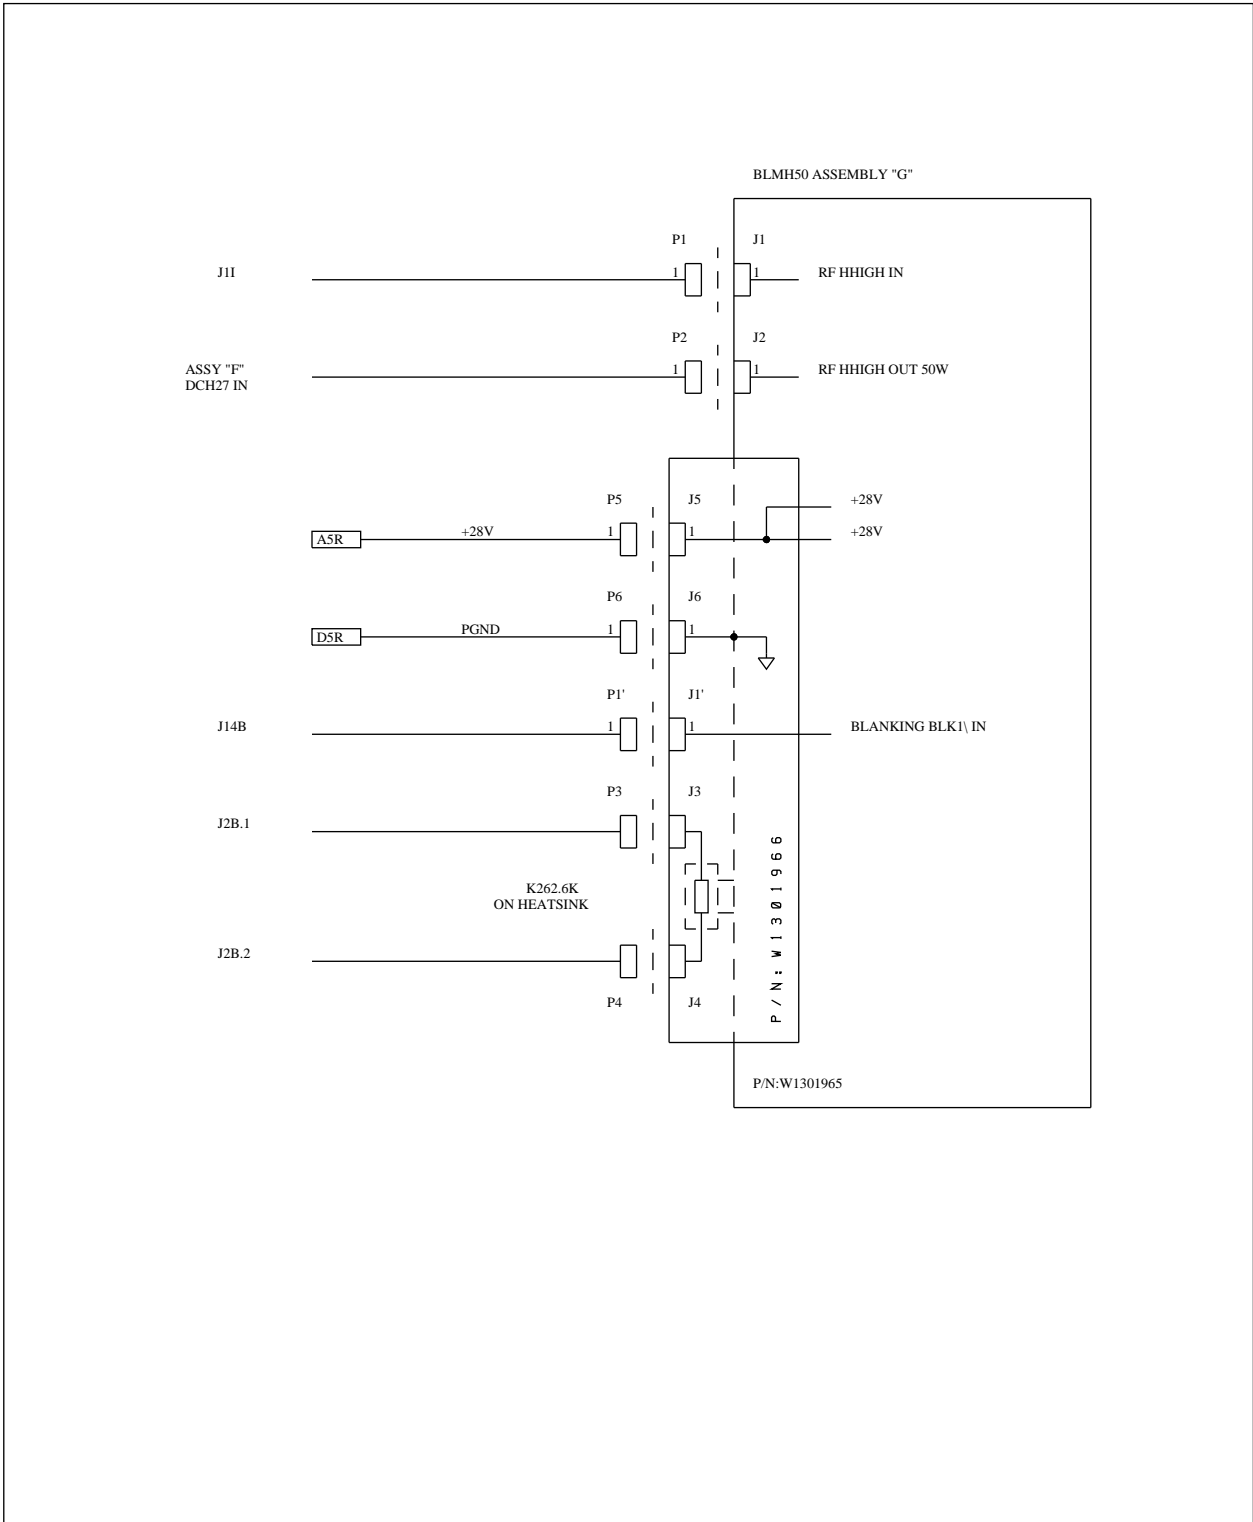 BLMH50 ASSEMBLY "G"
P1
J1
J1I
1
1
RF HHIGH IN
P2
J2
ASSY "F"
DCH27 IN
1
1
RF HHIGH OUT 50W
P5
J5
+28V
A5R
+28V
1
1
+28V
P6
J6
D5R
PGND
1
1
P1'
J1'
J14B
1
1
BLANKING BLK1\ IN
P3
J3
J2B.1
K262.6K
ON HEATSINK
P/N: W1301966
J2B.2
P4
J4
P/N:W1301965